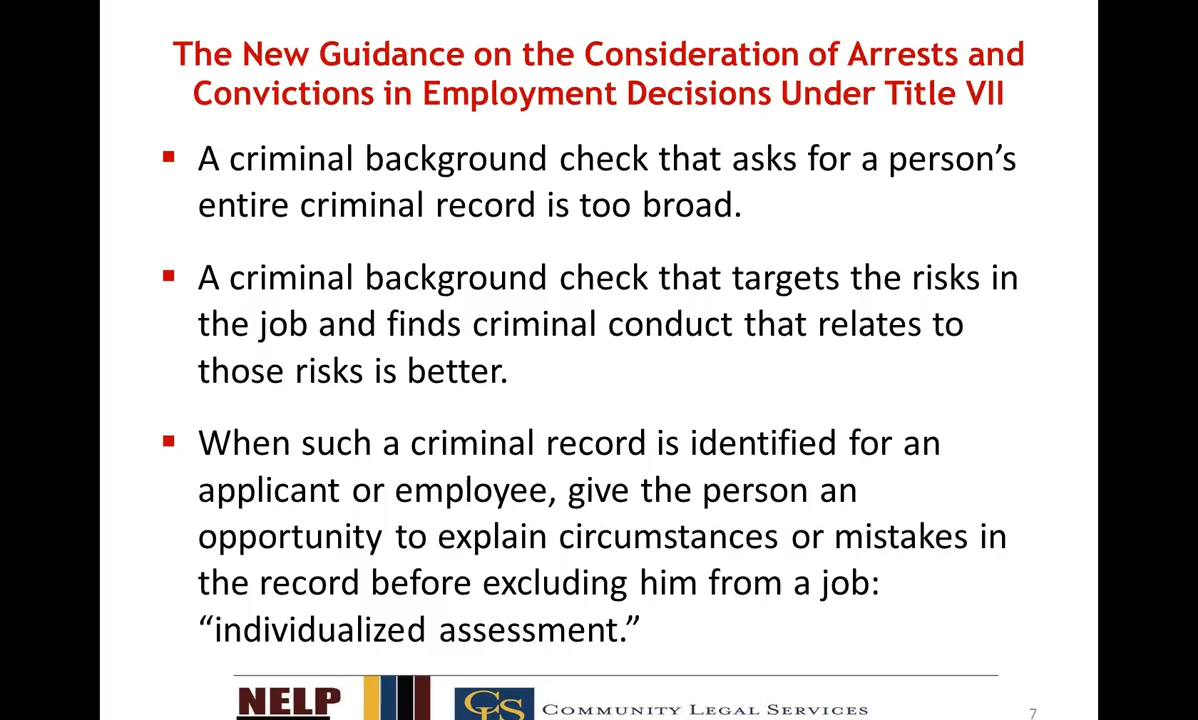 The New Guidance on the Consideration of Arrests and
Convictions in Employment Decisions Under Title VII
A criminal background check that asks for a person’s
entire criminal record is too broad.
A criminal background check that targets the risks in
the job and finds criminal conduct that relates to
those risks is better.
When such a criminal record is identified for an
applicant or employee, give the person an
opportunity to explain circumstances or mistakes in
the record before excluding him from a job:
“individualized assessment.”
NELP
CLS COMMUNITY LEGAL SERVICES
7